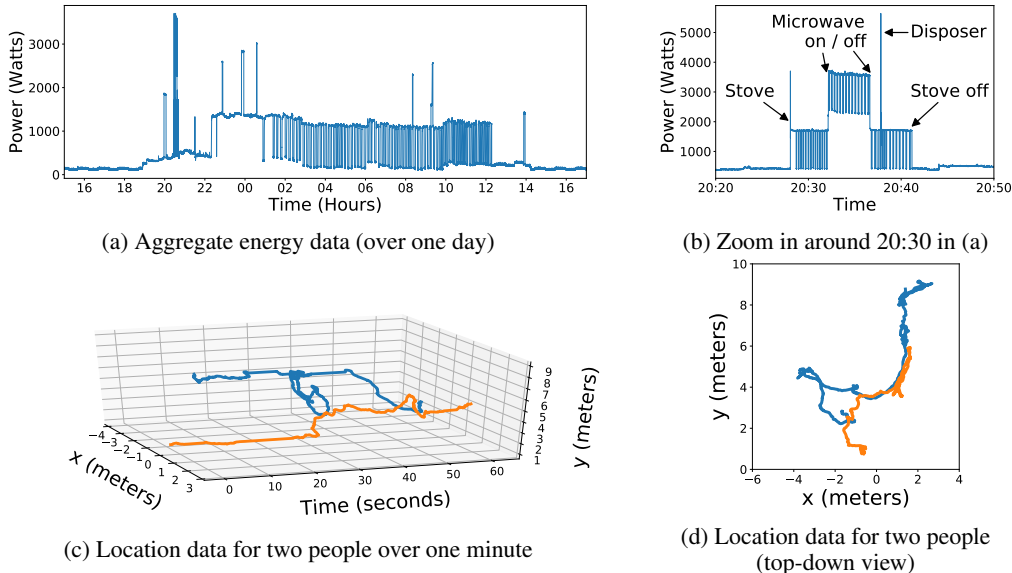 3000
2000
1000
0
Power (Watts)
16 18 20 22 00 02 04 06 08 10 12 14 16
Time (Hours)
(a) Aggregate energy data (over one day)
Microwave
on / off
Disposer
Stove
Stove off
5000
4000
3000
2000
1000
Power (Watts)
20:20 20:30 20:41 20:50
Time
(b) Zoom in around 20:30 in (a)
−4 −3 −2 −1 0 1 2 3
x (meters)
0 10 20 30 40 50 60
Time (seconds)
9
8
7
6
5
4
3
2
1
y (meters)
(c) Location data for two people over one minute
10
8
6
4
2
0
y (meters)
−6 −4 −2 0 2 4
x (meters)
(d) Location data for two people
(top-down view)